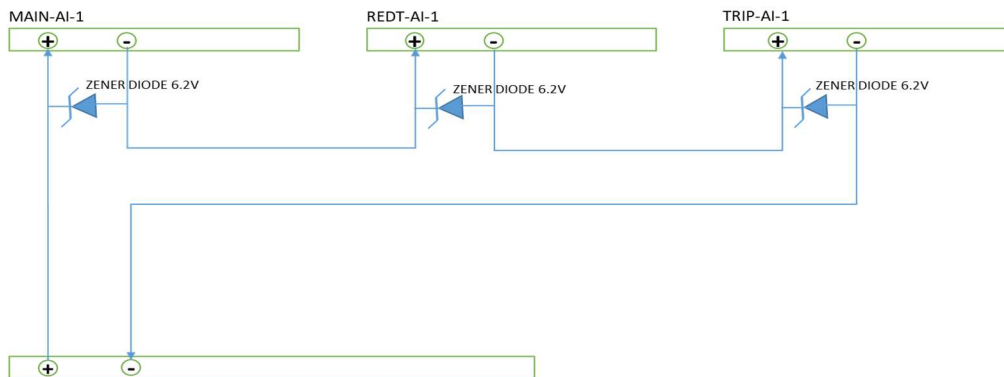 MAIN-AI-1
REDT-AI-1
TRIP-AI-1
+ -
+ -
+ -
ZENER DIODE 6.2V
ZENER DIODE 6.2V
ZENER DIODE 6.2V
+ -